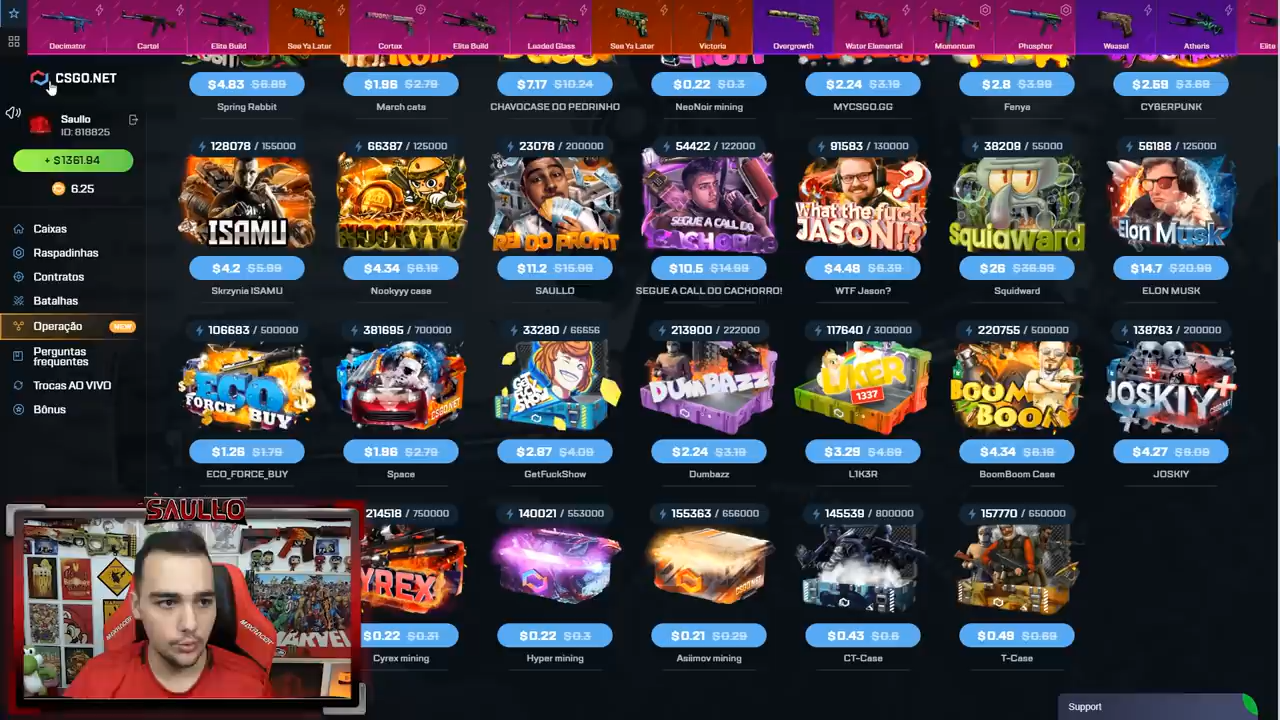 Decimator Cartel Elite Build See Ya Later Cortex Elite Build Leaded Glass See Ya Later Victoria Overgrowth Water Elemental Momentum Phosphor Weasel Atheris Elite
CSGO.NET
Saullo
ID: 818825
+ $1361.94
6.25
Caixas
Raspadinhas
Contratos
Batalhas
Operação NEW
Perguntas
frequentes
Trocas AO VIVO
Bônus
$4.83 $6.89 $1.96 $2.79 $7.17 $10.24 $0.22 $0.3 $2.24 $3.19 $2.8 $3.99 $2.59 $3.69
Spring Rabbit March cats CHAVOCASE DO PEDRINHO NeoNoir mining MYCSGO.GG Fenya CYBERPUNK
128078 / 155000 66387 / 125000 23078 / 200000 54422 / 122000 91583 / 130000 38209 / 55000 56188 / 125000
ISAMU
NOOKYYY
REI DO PROFIT
SEGUE A CALL DO CACHORRO
What the fuck JASON!?
Squidward
Elon Musk
$4.2 $5.99 $4.34 $6.19 $11.2 $15.99 $10.5 $14.99 $4.48 $6.39 $26 $36.99 $14.7 $20.99
Skrzynia ISAMU Nookyyy case SAULLO SEGUE A CALL DO CACHORRO! WTF Jason? Squidward ELON MUSK
106683 / 500000 381695 / 700000 33280 / 66656 213900 / 222000 117640 / 300000 220755 / 500000 138783 / 200000
ECO
FORCE BUY
CSGO.NET
DUMBAZZ
L1KER
1337
BOOM
BOOM
JOSKIY
$1.26 $1.79 $1.96 $2.79 $2.87 $4.09 $2.24 $3.19 $3.29 $4.69 $4.34 $6.19 $4.27 $6.09
ECO_FORCE_BUY Space GetFuckShow Dumbazz L1K3R BoomBoom Case JOSKIY
214518 / 750000 140021 / 553000 155363 / 656000 145539 / 800000 157770 / 650000
YREX
CSGO.NET
$0.22 $0.31 $0.22 $0.3 $0.21 $0.29 $0.43 $0.6 $0.49 $0.69
Cyrex mining Hyper mining Asiimov mining CT-Case T-Case
SAULLO
MAXRACER
MARVEL
Support